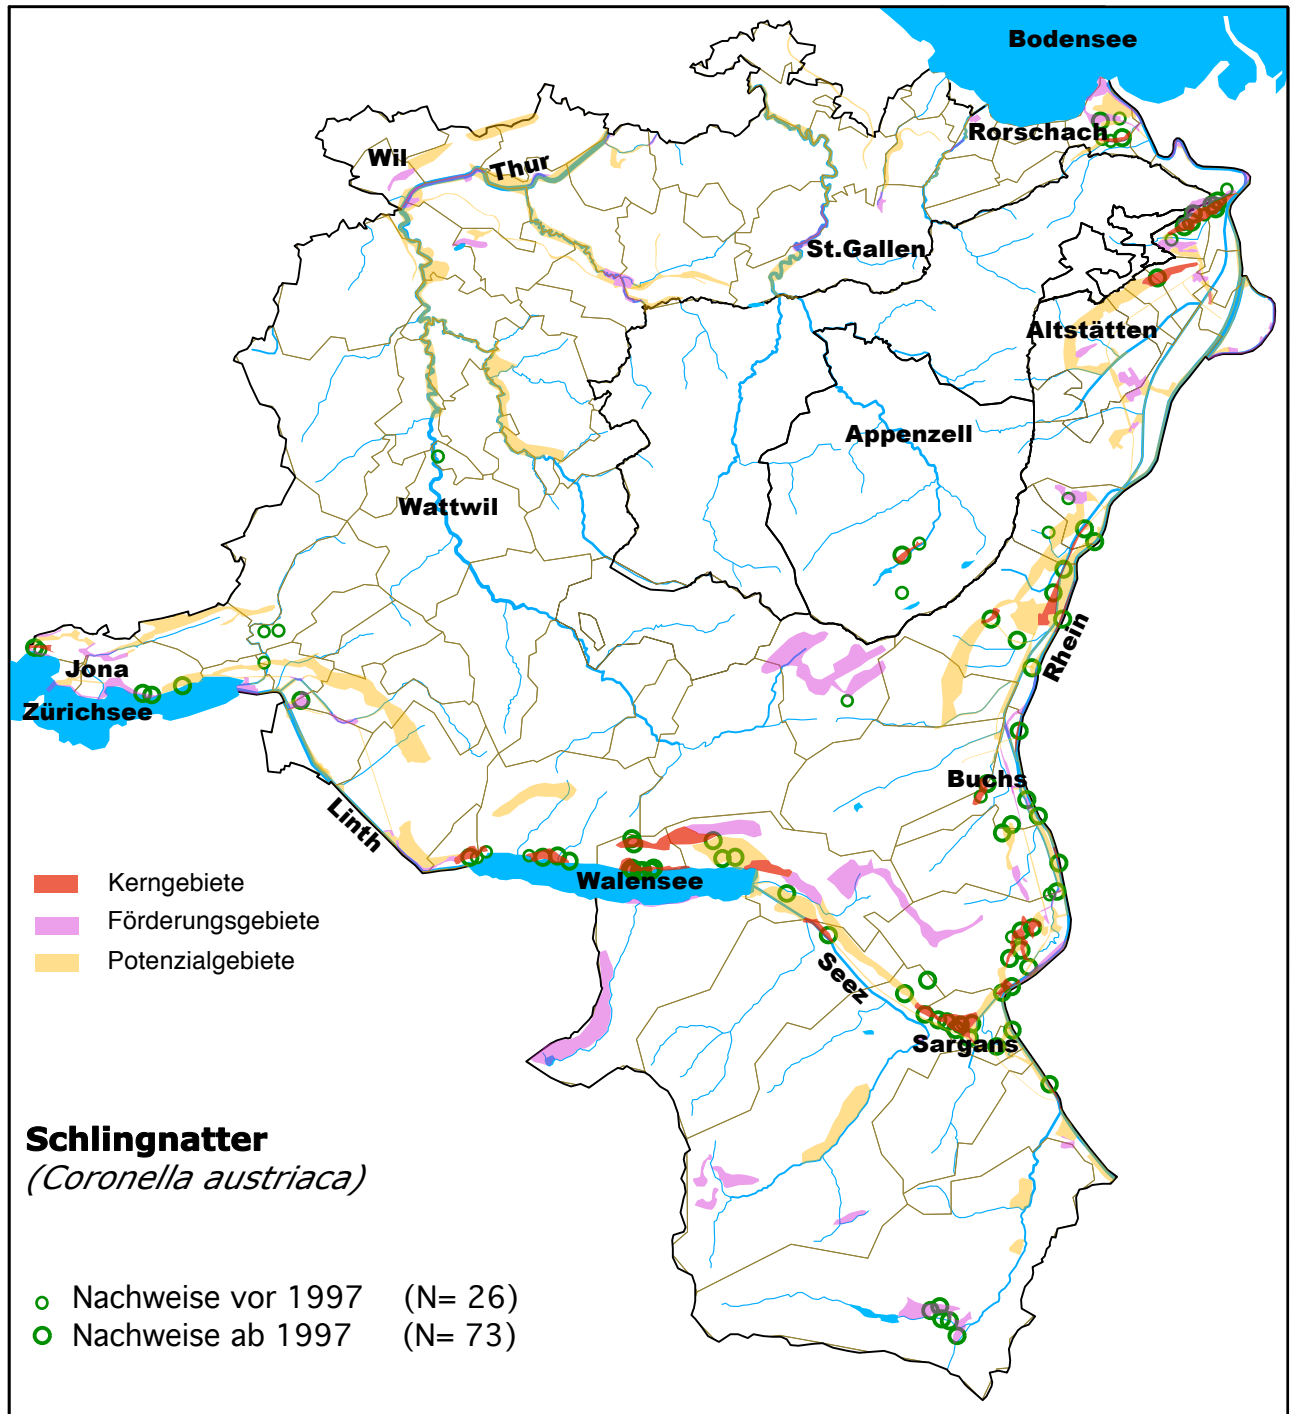 Bodensee
Rorschach
Wil
Thur
St.Gallen
Altstätten
Appenzell
Wattwil
Rhein
Jona
Zürichsee
Buchs
Linth
Walensee
Kerngebiete
Förderungsgebiete
Potenzialgebiete
Seez
Sargans
Schlingnatter
(Coronella austriaca)
Nachweise vor 1997 (N= 26)
Nachweise ab 1997 (N= 73)